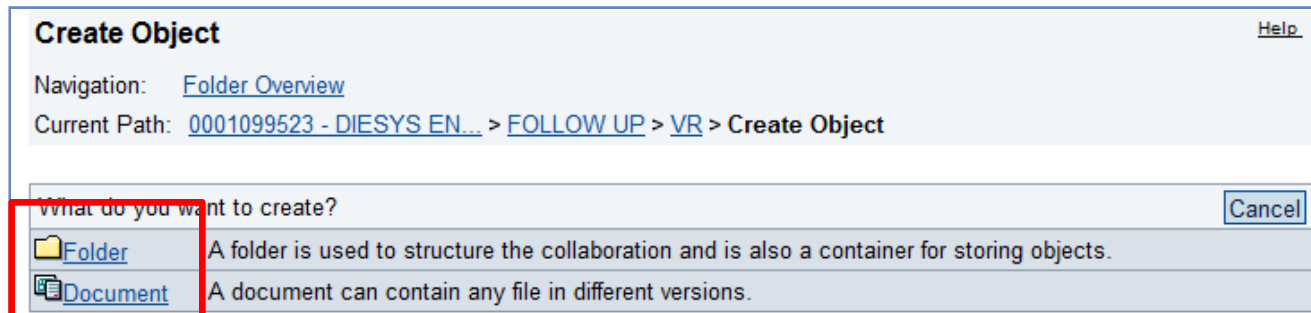 Create Object
Help
Navigation: Folder Overview
Current Path: 0001099523 - DIESYS EN... > FOLLOW UP > VR > Create Object
What do you want to create?
Cancel
Folder A folder is used to structure the collaboration and is also a container for storing objects.
Document A document can contain any file in different versions.